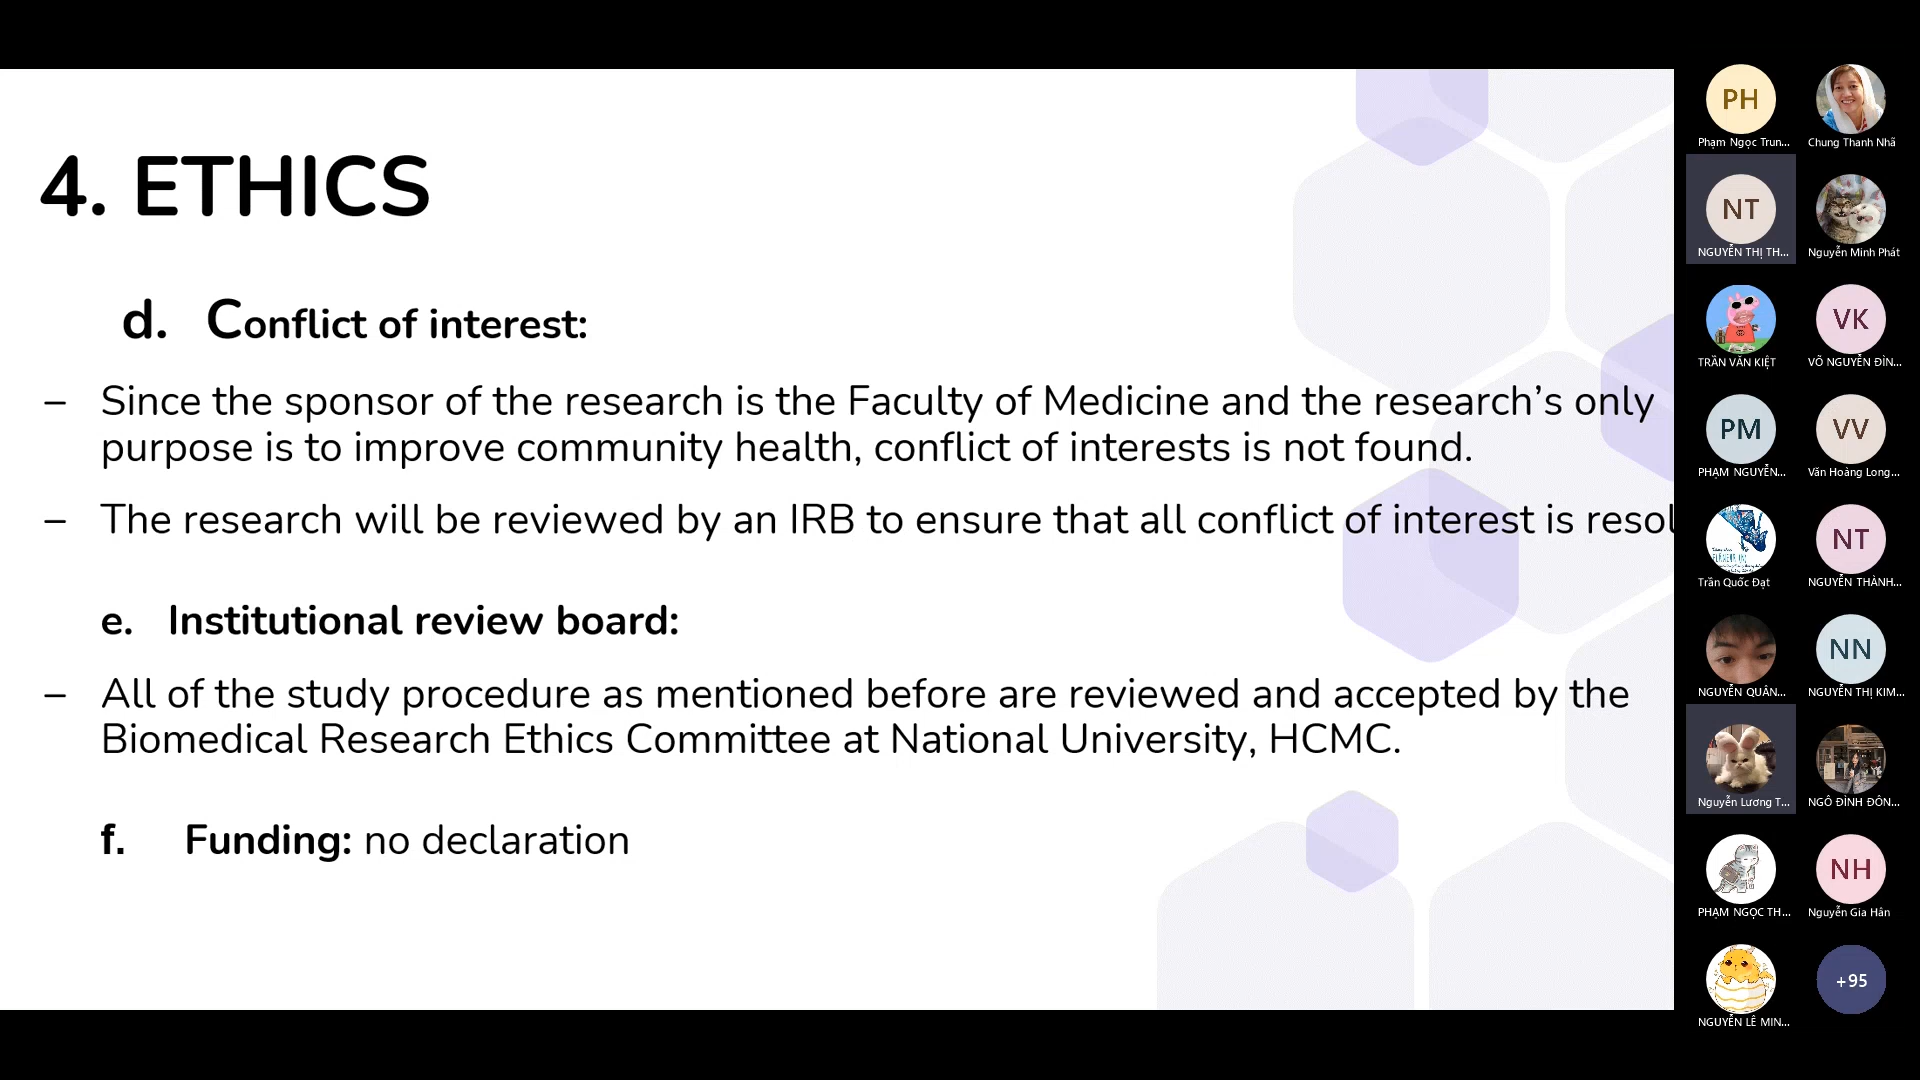 4. ETHICS
d. Conflict of interest:
– Since the sponsor of the research is the Faculty of Medicine and the research’s only
purpose is to improve community health, conflict of interests is not found.
– The research will be reviewed by an IRB to ensure that all conflict of interest is resol
e. Institutional review board:
– All of the study procedure as mentioned before are reviewed and accepted by the
Biomedical Research Ethics Committee at National University, HCMC.
f. Funding: no declaration
PH
Phạm Ngọc Trun...
Chung Thanh Nhã
NT
NGUYỄN THỊ TH...
Nguyễn Minh Phát
TRẦN VĂN KIỆT
VK
VÕ NGUYỄN ĐÌN...
PM
PHẠM NGUYỄN...
VV
Văn Hoàng Long...
Trần Quốc Đạt
NT
NGUYỄN THÀNH...
NGUYỄN QUÂN...
NN
NGUYỄN THỊ KIM...
Nguyễn Lương T...
NGÔ ĐÌNH ĐÔN...
PHẠM NGỌC TH...
NH
Nguyễn Gia Hân
NGUYỄN LÊ MIN...
+95